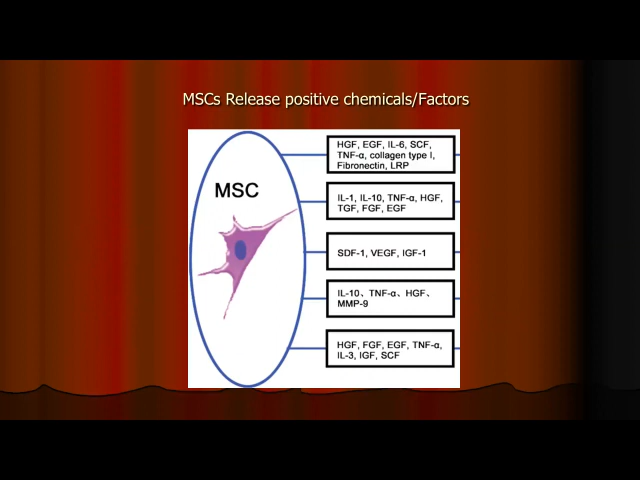 MSCs Release positive chemicals/Factors
MSC
HGF, EGF, IL-6, SCF,
TNF-α, collagen type I,
Fibronectin, LRP
IL-1, IL-10, TNF-α, HGF,
TGF, FGF, EGF
SDF-1, VEGF, IGF-1
IL-10、TNF-α、HGF、
MMP-9
HGF, FGF, EGF, TNF-α,
IL-3, IGF, SCF